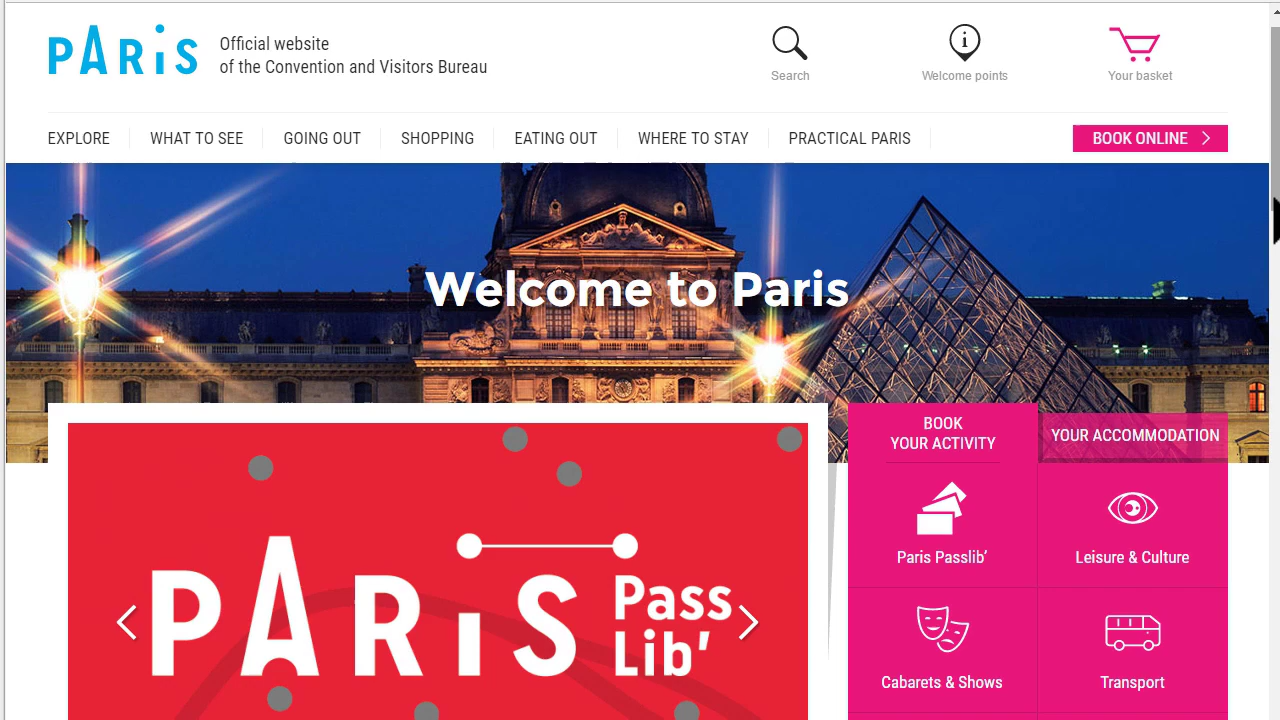 PARIS
Official website
of the Convention and Visitors Bureau
Search
Welcome points
Your basket
EXPLORE
WHAT TO SEE
GOING OUT
SHOPPING
EATING OUT
WHERE TO STAY
PRACTICAL PARIS
BOOK ONLINE
Welcome to Paris
BOOK
YOUR ACTIVITY
YOUR ACCOMMODATION
PARIS
Pass
Lib'
Paris Passlib'
Leisure & Culture
Cabarets & Shows
Transport